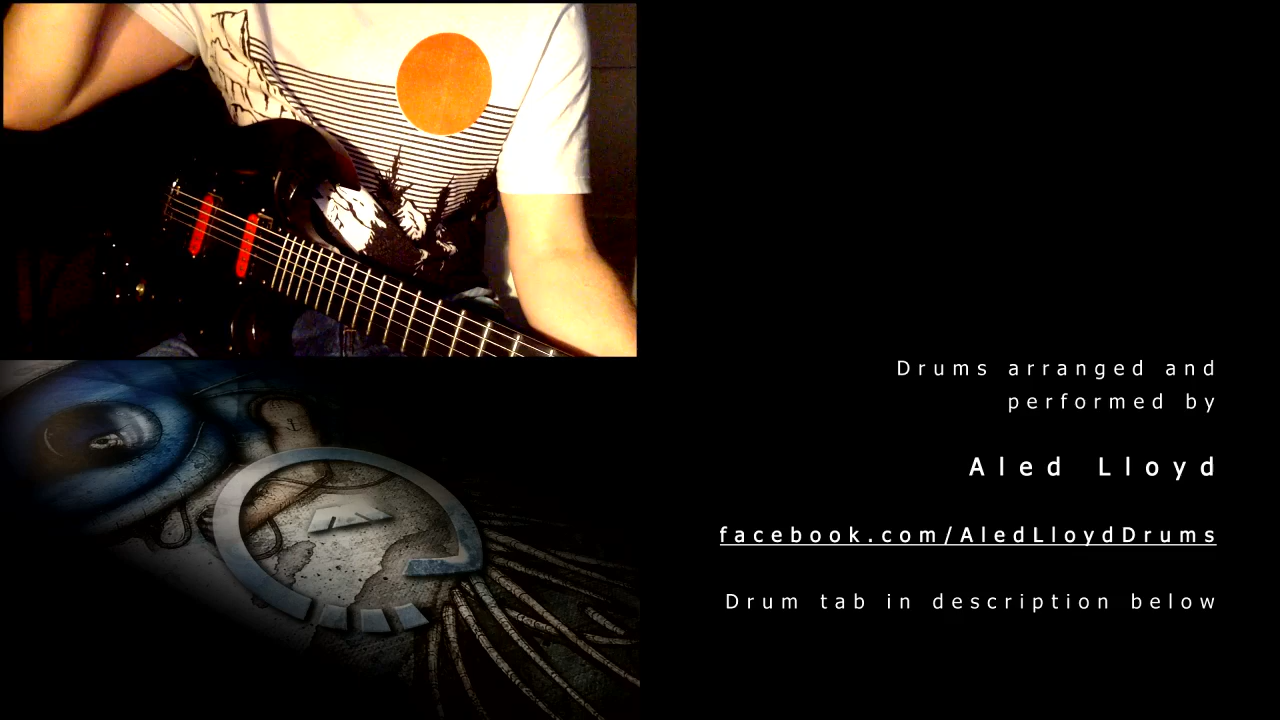 Drums arranged and
performed by
Aled Lloyd
facebook.com/AledLloydDrums
Drum tab in description below